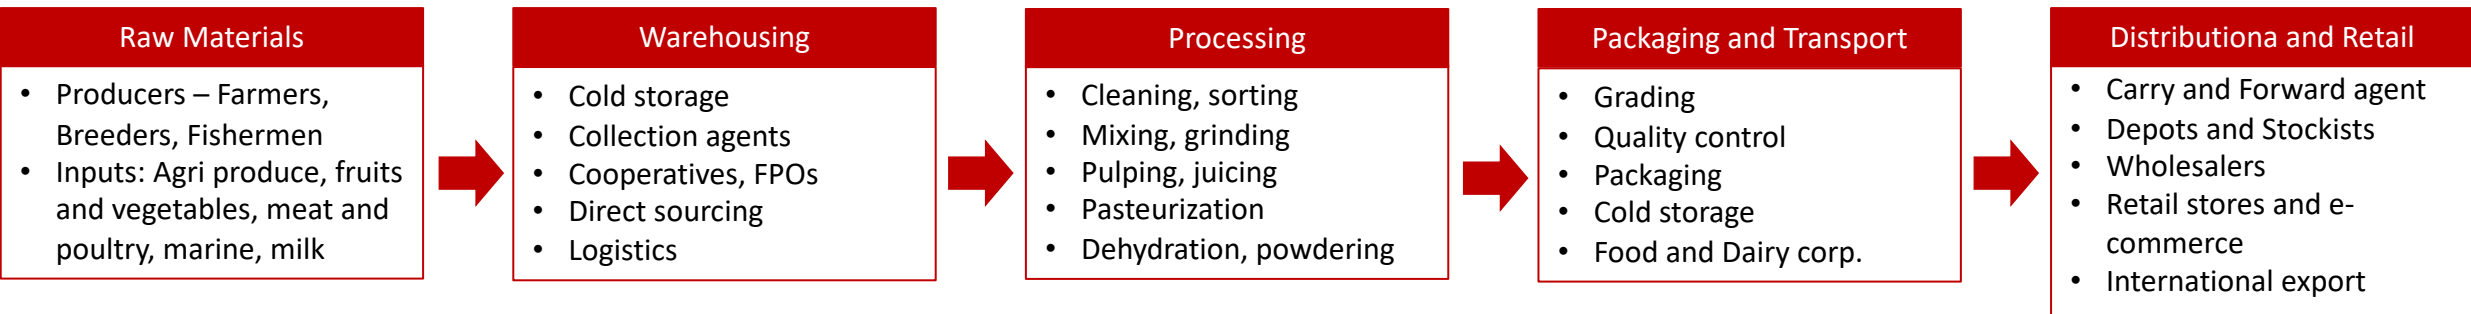 Raw Materials
• Producers – Farmers,
Breeders, Fishermen
• Inputs: Agri produce, fruits
and vegetables, meat and
poultry, marine, milk
Warehousing
• Cold storage
• Collection agents
• Cooperatives, FPOs
• Direct sourcing
• Logistics
Processing
• Cleaning, sorting
• Mixing, grinding
• Pulping, juicing
• Pasteurization
• Dehydration, powdering
Packaging and Transport
• Grading
• Quality control
• Packaging
• Cold storage
• Food and Dairy corp.
Distributiona and Retail
• Carry and Forward agent
• Depots and Stockists
• Wholesalers
• Retail stores and e-
commerce
• International export